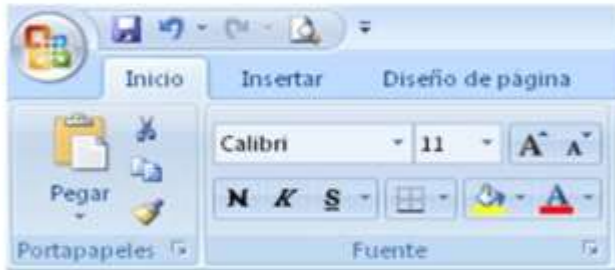 Inicio Insertar Diseño de página
Calibri 11 A A
Pegar N K S A
Portapapeles Fuente